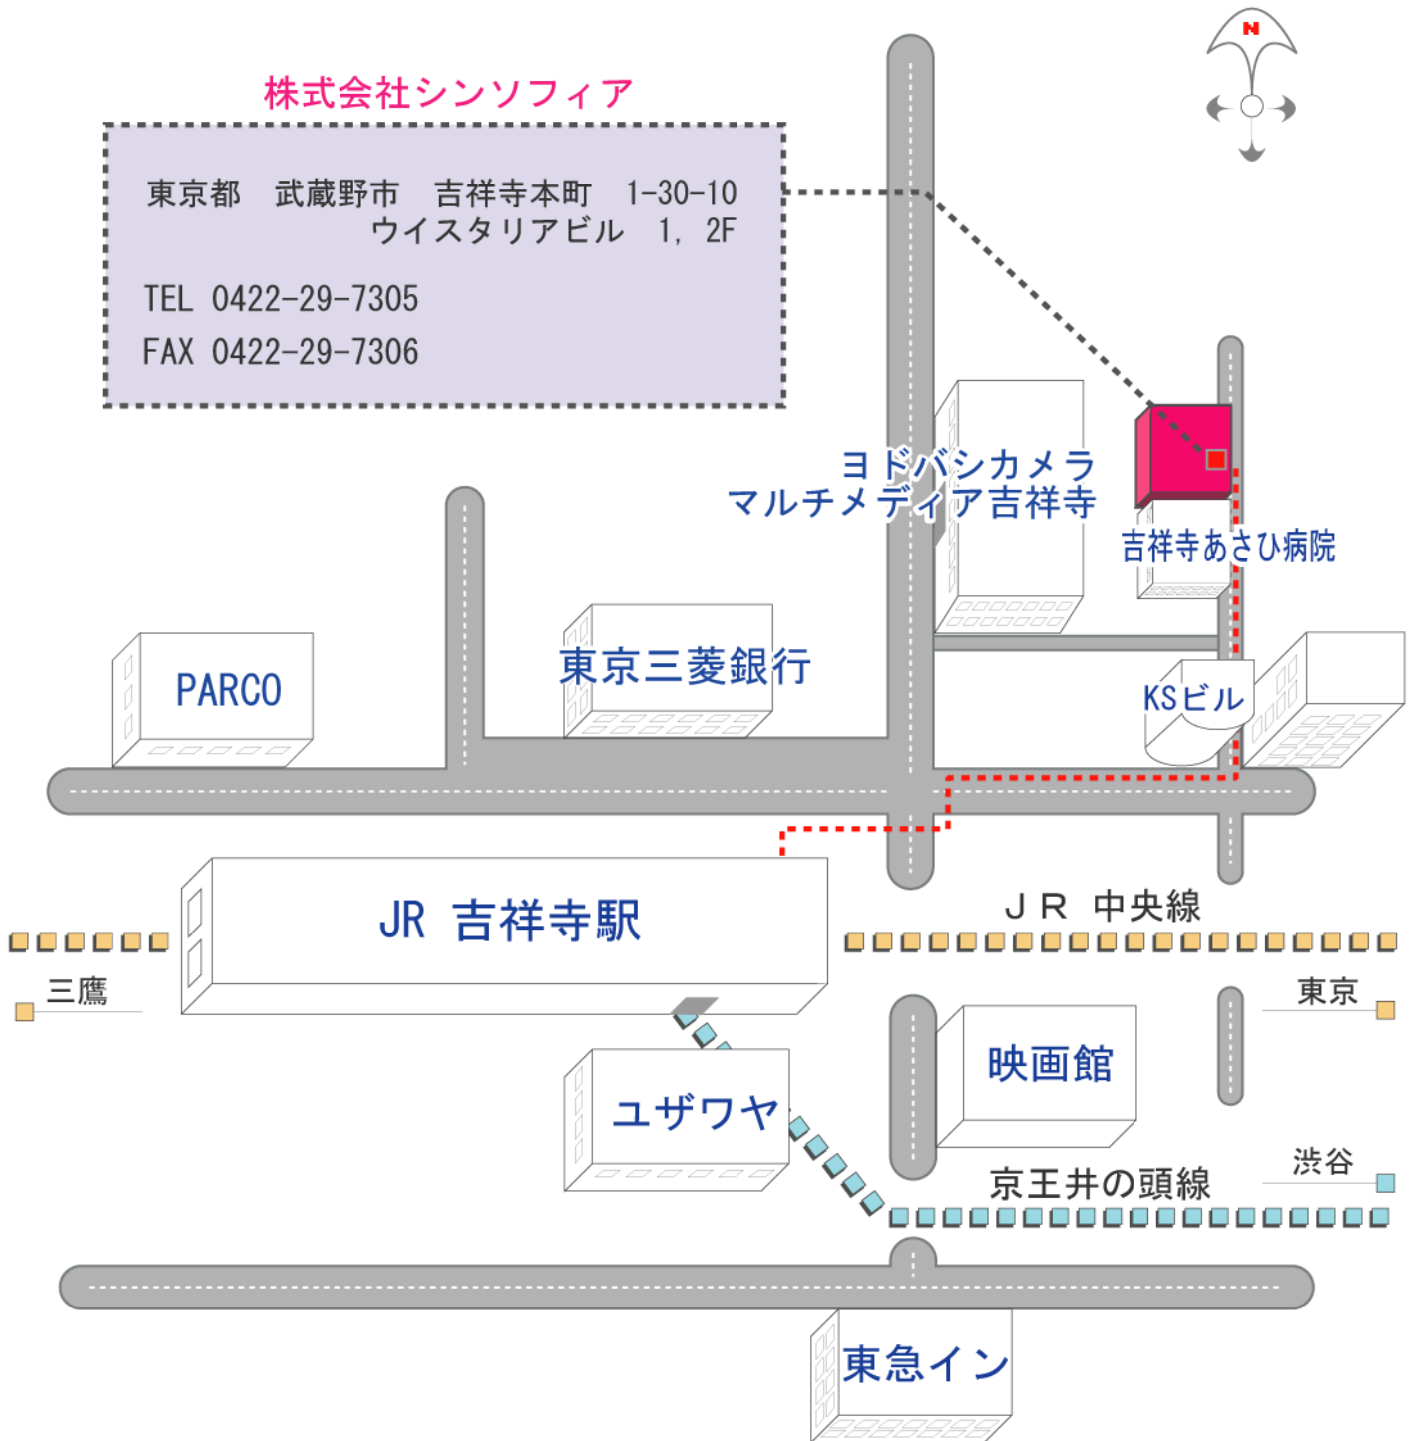 N
株式会社シンソフィア
東京都　武蔵野市　吉祥寺本町　1-30-10
ウイスタリアビル　1, 2F
TEL 0422-29-7305
FAX 0422-29-7306
ヨドバシカメラ
マルチメディア吉祥寺
吉祥寺あさひ病院
東京三菱銀行
PARCO
KSビル
JR 吉祥寺駅
ＪＲ 中央線
三鷹
東京
映画館
ユザワヤ
渋谷
京王井の頭線
東急イン